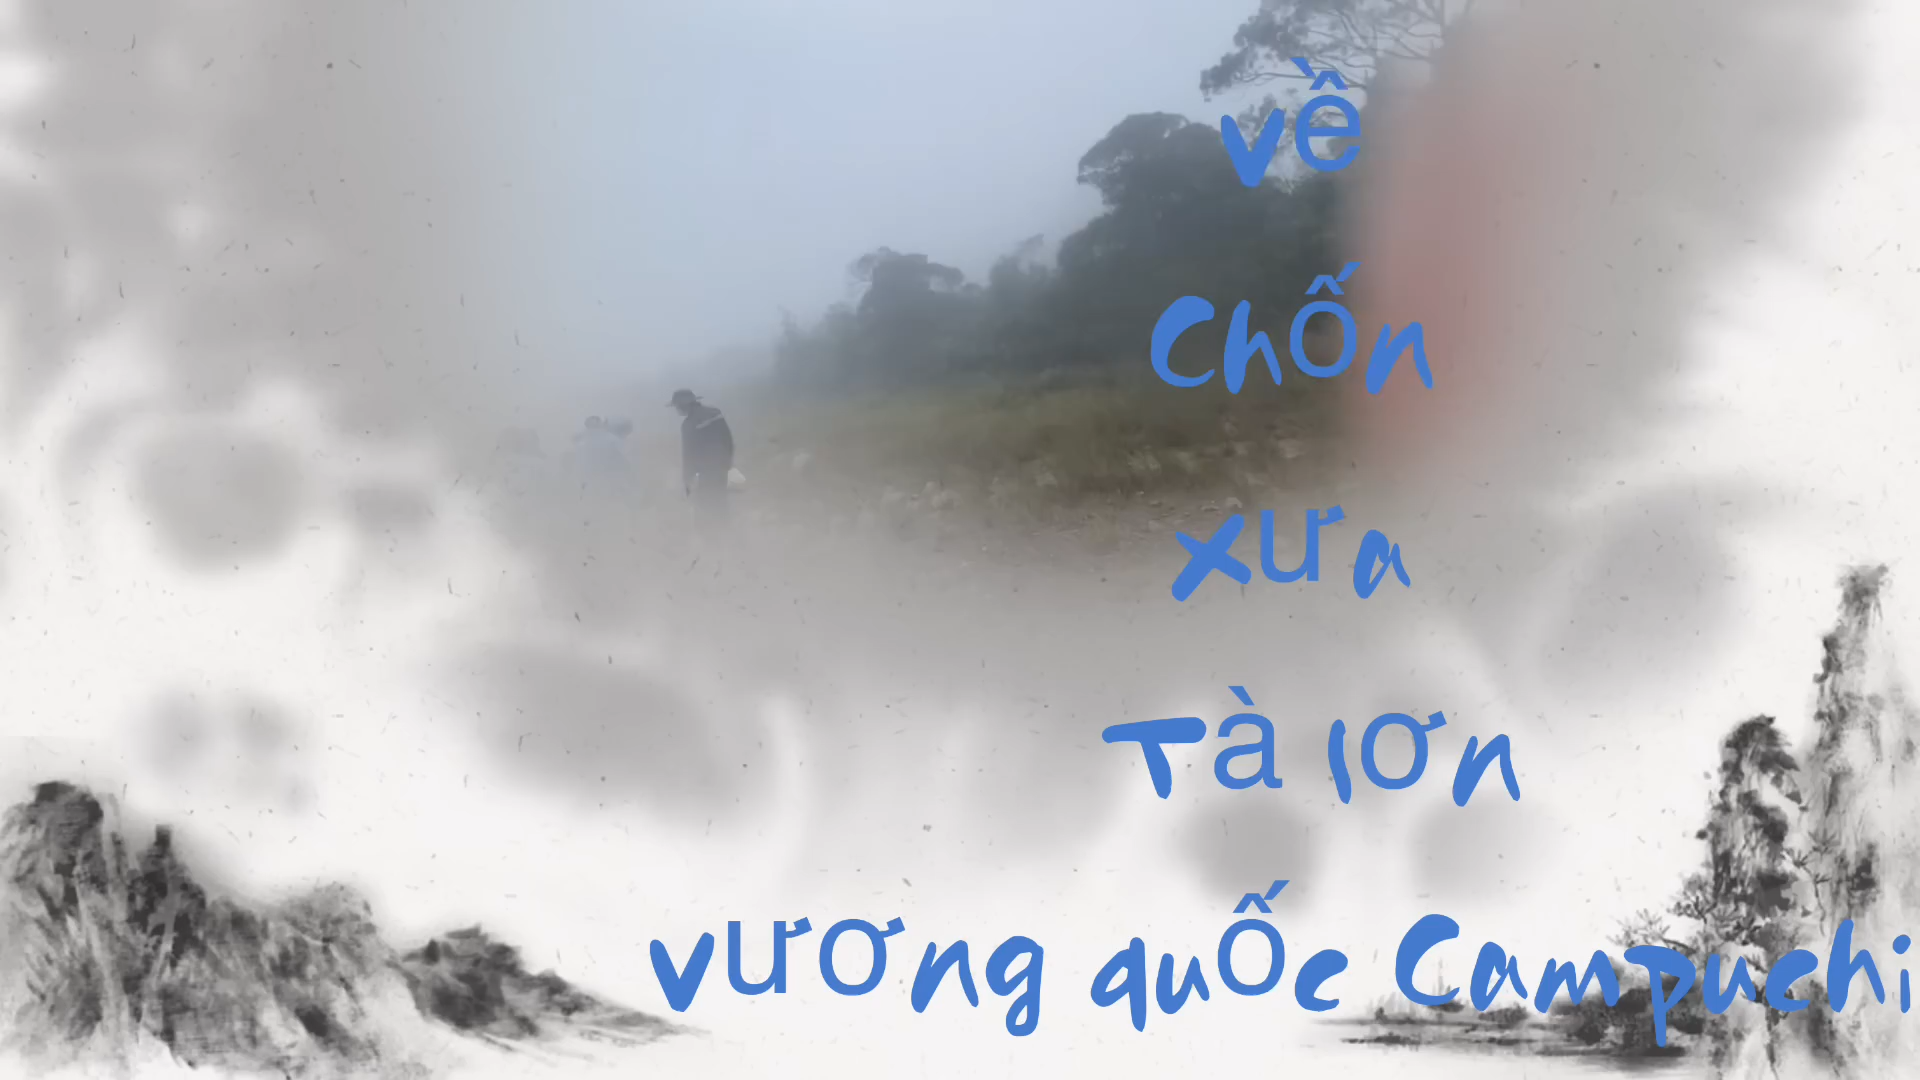 về
Chốn
xưa
Tà lơn
vương quốc Campuchi